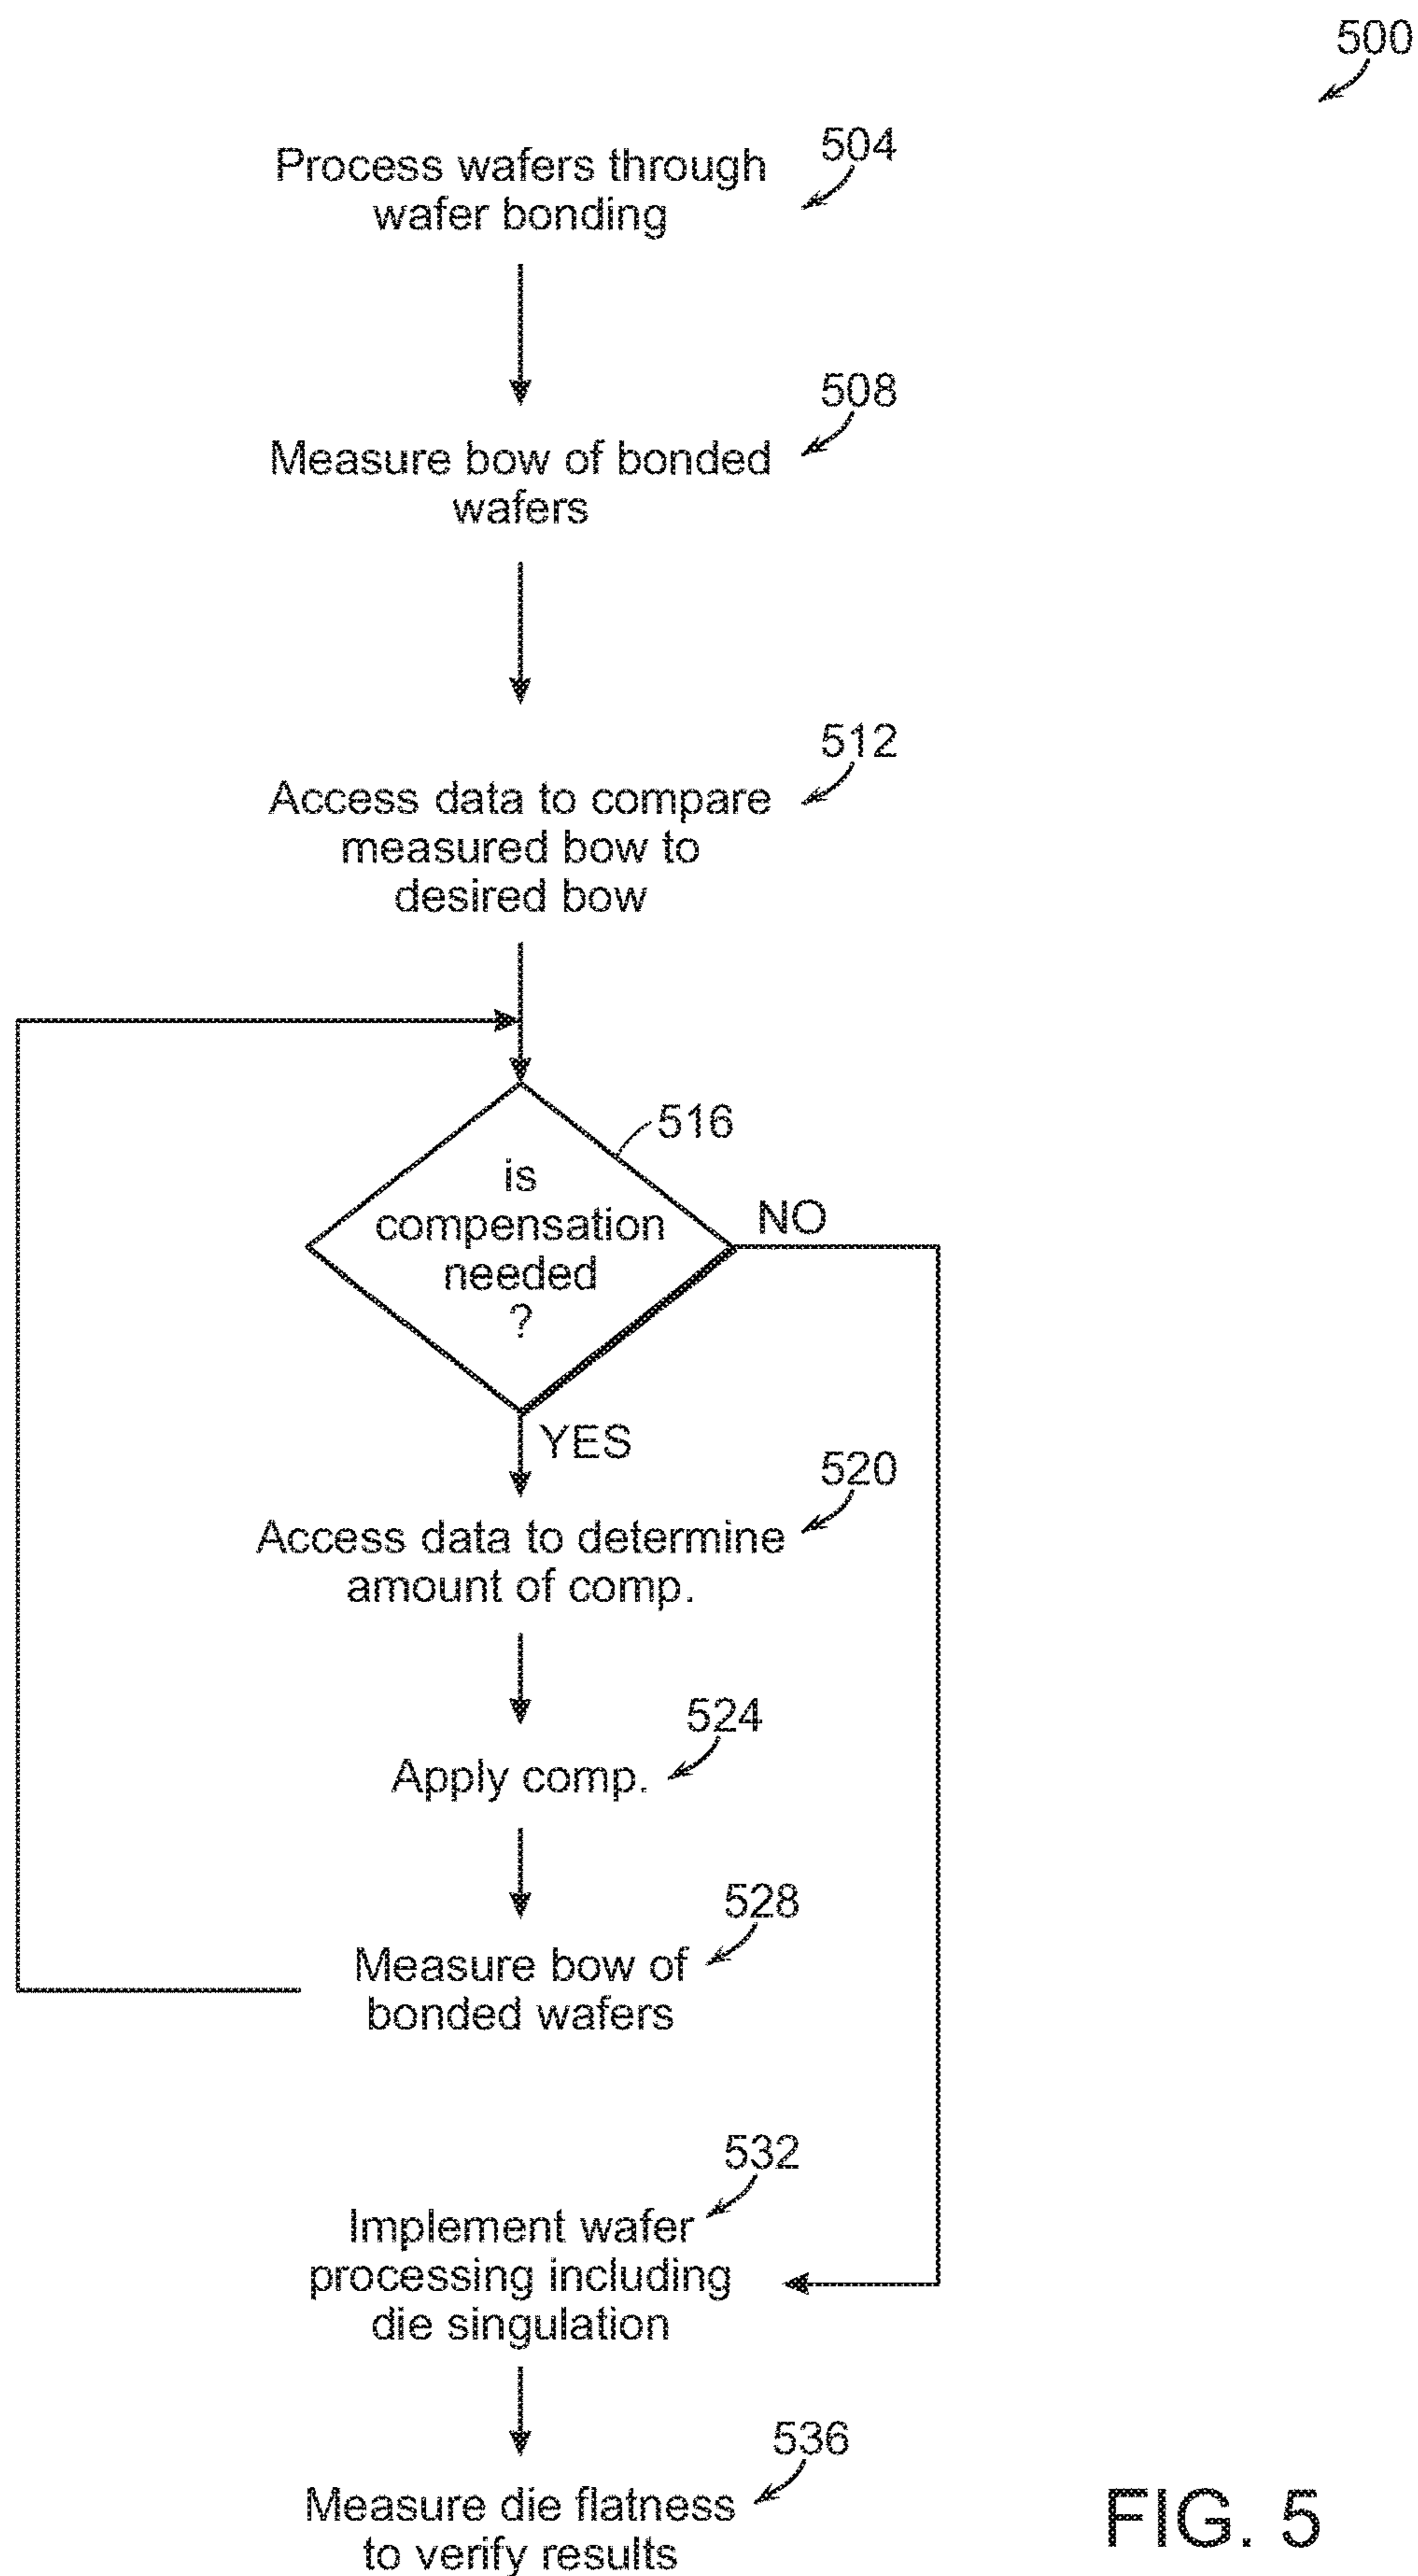 500
504
Process wafers through
wafer bonding
508
Measure bow of bonded
wafers
512
Access data to compare
measured bow to
desired bow
516
is
compensation
needed
?
NO
YES
520
Access data to determine
amount of comp.
524
Apply comp.
528
Measure bow of
bonded wafers
532
Implement wafer
processing including
die singulation
536
Measure die flatness
to verify results
FIG. 5